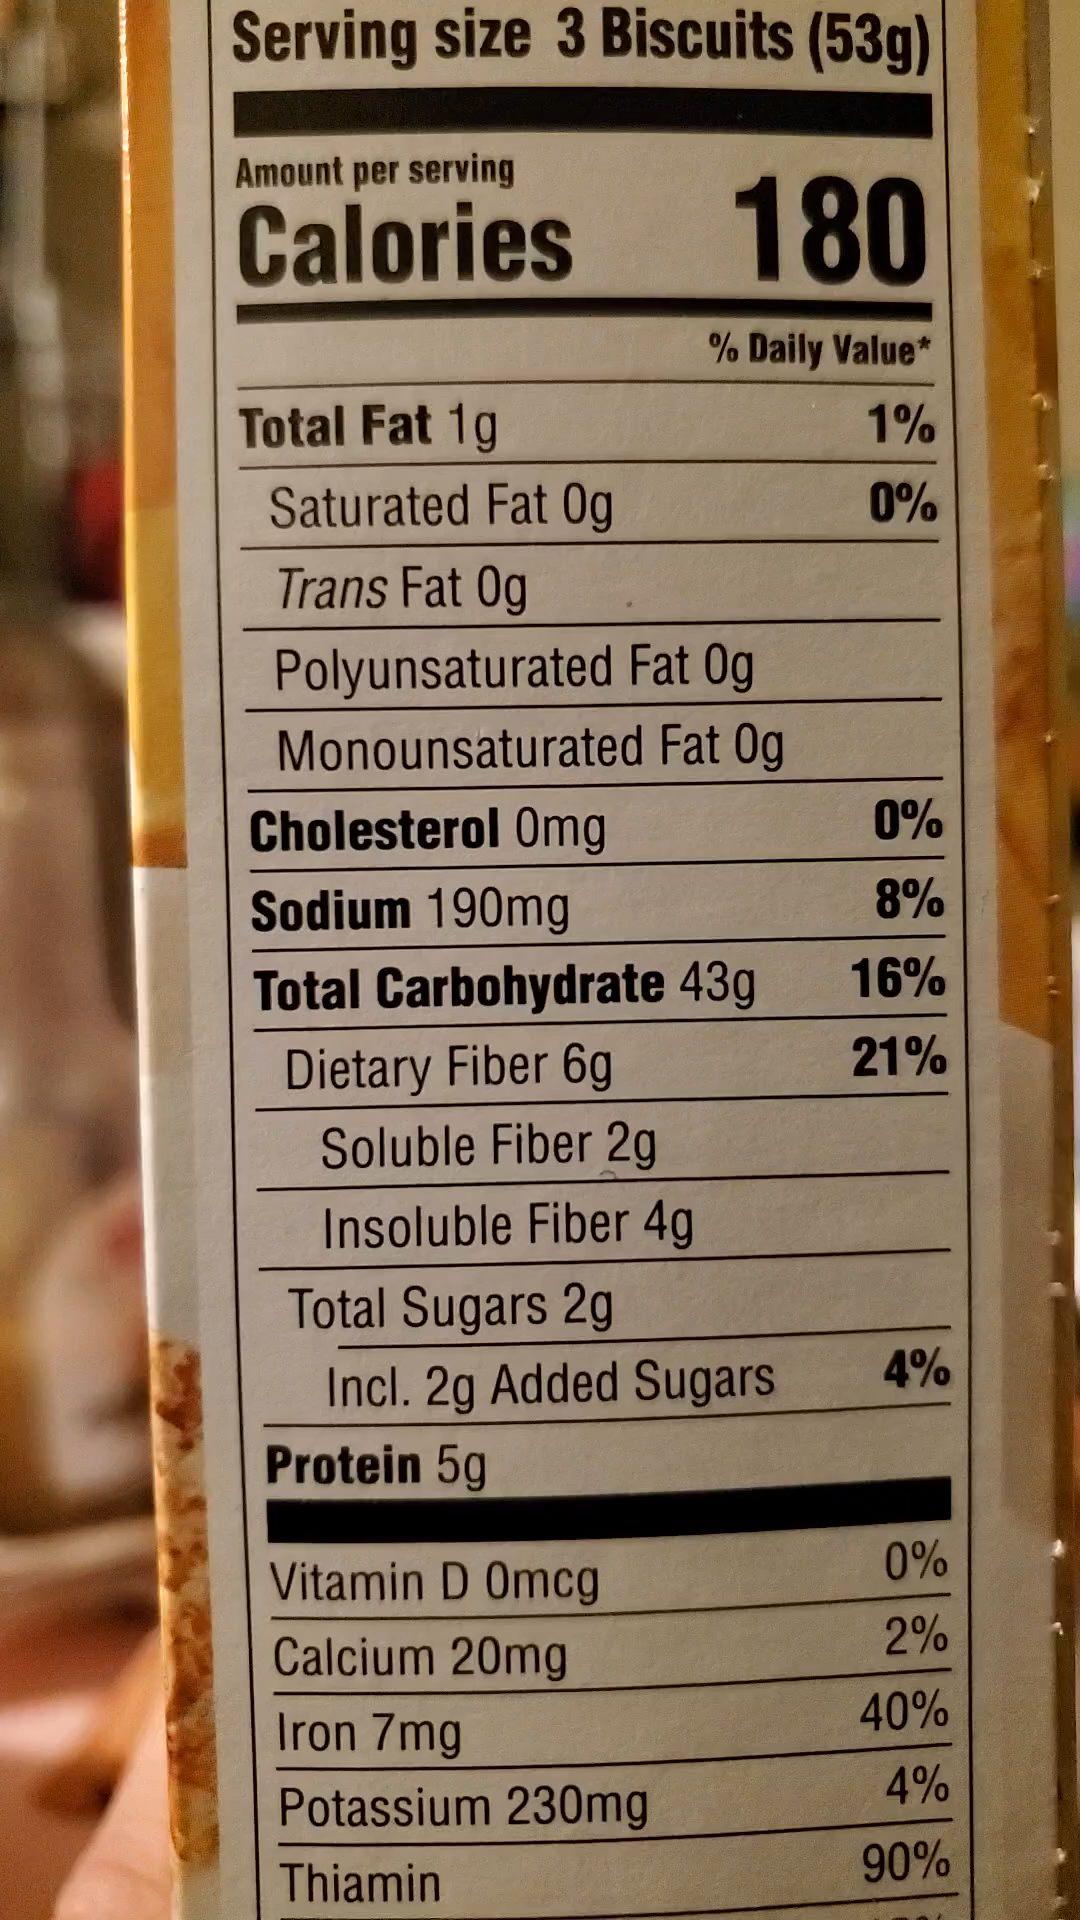 Serving size 3 Biscuits (53g)
Amount per serving
Calories 180
% Daily Value*
Total Fat 1g 1%
Saturated Fat 0g 0%
Trans Fat 0g
Polyunsaturated Fat 0g
Monounsaturated Fat 0g
Cholesterol 0mg 0%
Sodium 190mg 8%
Total Carbohydrate 43g 16%
Dietary Fiber 6g 21%
Soluble Fiber 2g
Insoluble Fiber 4g
Total Sugars 2g
Incl. 2g Added Sugars 4%
Protein 5g
Vitamin D 0mcg 0%
Calcium 20mg 2%
Iron 7mg 40%
Potassium 230mg 4%
Thiamin 90%